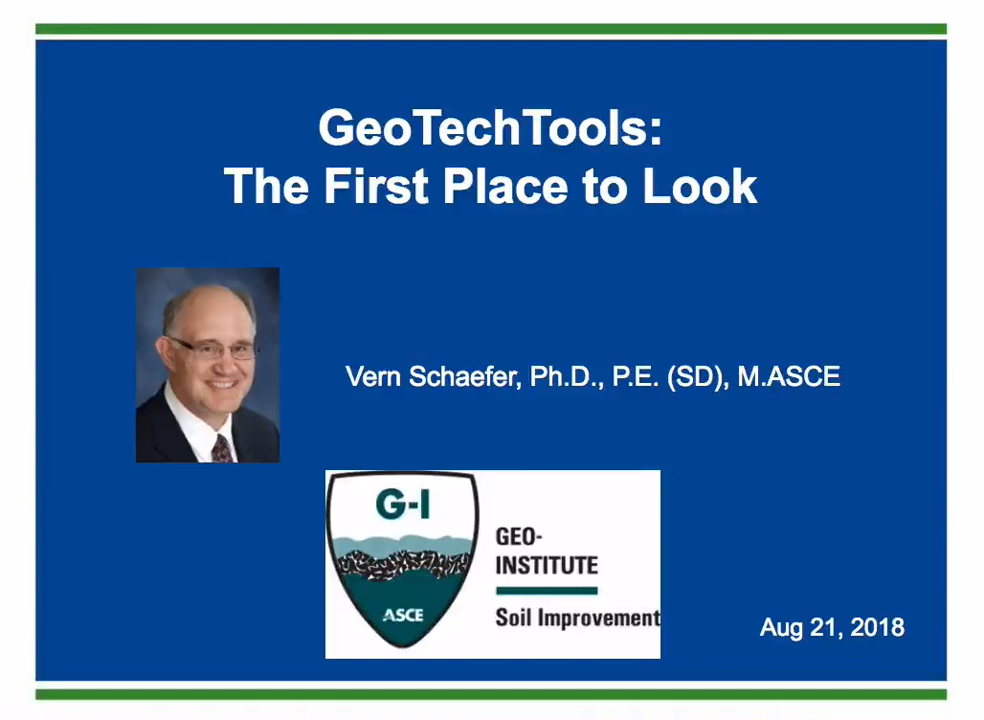 GeoTechTools:
The First Place to Look
Vern Schaefer, Ph.D., P.E. (SD), M.ASCE
G-I
ASCE
GEO-
INSTITUTE
Soil Improvement
Aug 21, 2018